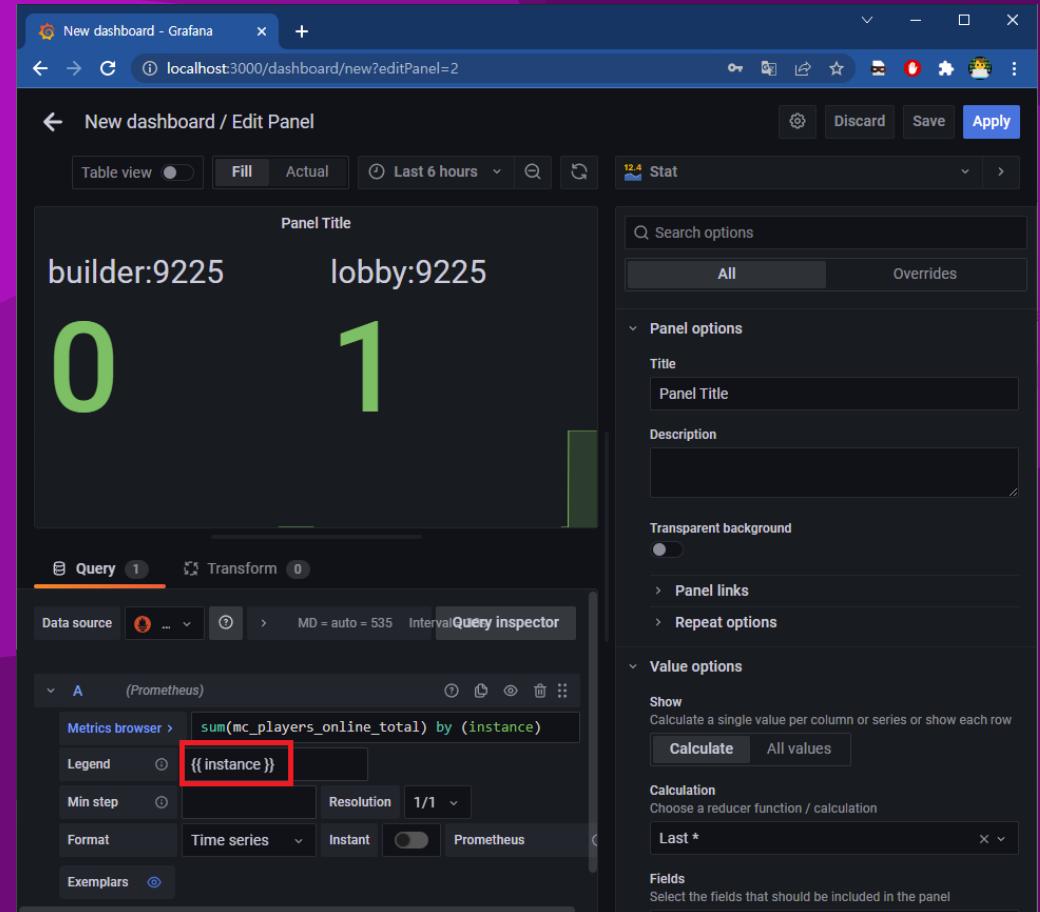 New dashboard - Grafana
localhost:3000/dashboard/new?editPanel=2
New dashboard / Edit Panel
Discard
Save
Apply
Table view
Fill
Actual
Last 6 hours
12.4
Stat
Panel Title
builder:9225
lobby:9225
0
1
Search options
All
Overrides
Panel options
Title
Panel Title
Description
Transparent background
Panel links
Repeat options
Value options
Show
Calculate a single value per column or series or show each row
Calculate
All values
Calculation
Choose a reducer function / calculation
Last *
Fields
Select the fields that should be included in the panel
Query 1
Transform 0
Data source
...
MD = auto = 535
Interval
Query inspector
A
(Prometheus)
Metrics browser >
sum(mc_players_online_total) by (instance)
Legend
{{ instance }}
Min step
Resolution
1/1
Format
Time series
Instant
Prometheus
Exemplars